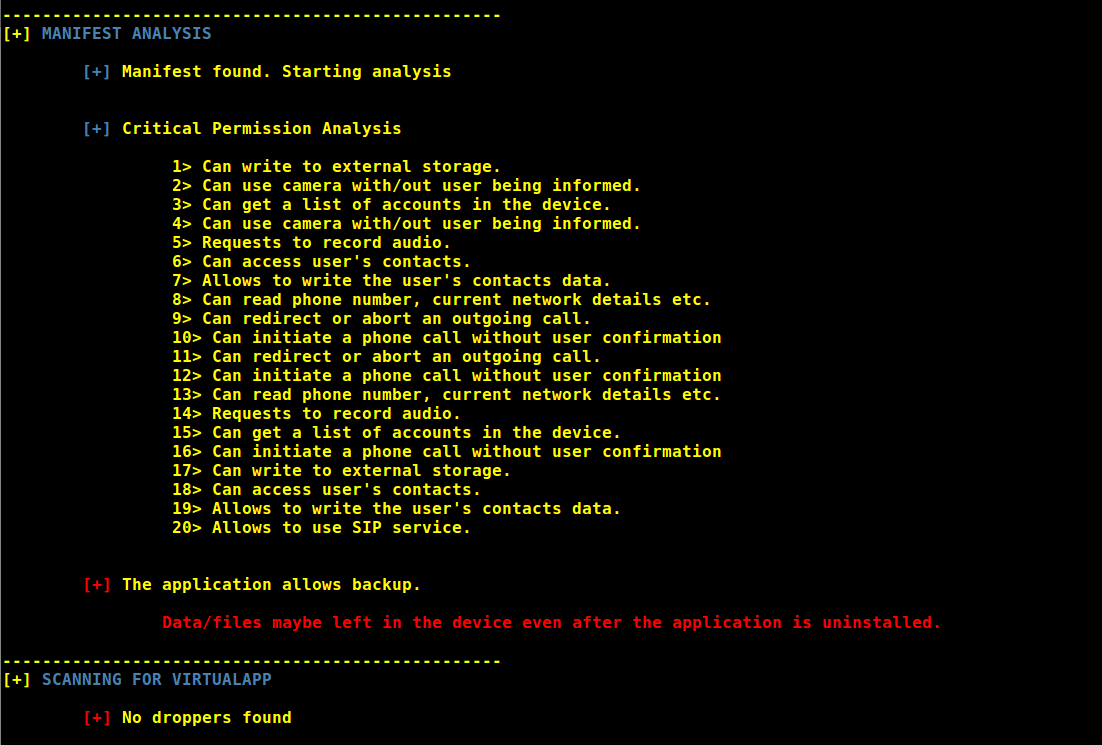 --------------------------------------------------
[+] MANIFEST ANALYSIS
[+] Manifest found. Starting analysis
[+] Critical Permission Analysis
1> Can write to external storage.
2> Can use camera with/out user being informed.
3> Can get a list of accounts in the device.
4> Can use camera with/out user being informed.
5> Requests to record audio.
6> Can access user's contacts.
7> Allows to write the user's contacts data.
8> Can read phone number, current network details etc.
9> Can redirect or abort an outgoing call.
10> Can initiate a phone call without user confirmation
11> Can redirect or abort an outgoing call.
12> Can initiate a phone call without user confirmation
13> Can read phone number, current network details etc.
14> Requests to record audio.
15> Can get a list of accounts in the device.
16> Can initiate a phone call without user confirmation
17> Can write to external storage.
18> Can access user's contacts.
19> Allows to write the user's contacts data.
20> Allows to use SIP service.
[+] The application allows backup.
Data/files maybe left in the device even after the application is uninstalled.
--------------------------------------------------
[+] SCANNING FOR VIRTUALAPP
[+] No droppers found